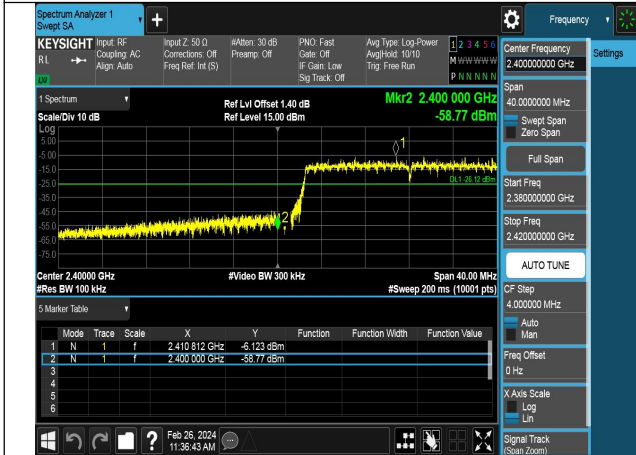 Spectrum Analyzer 1
Swept SA
Frequency
KEYSIGHT
RL
Input: RF
Coupling: AC
Align: Auto
Input Z: 50 Ω
Corrections: Off
Freq Ref: Int (S)
#Atten: 30 dB
Preamp: Off
PNO: Fast
Gate: Off
IF Gain: Low
Sig Track: Off
Avg Type: Log-Power
Avg|Hold: 10/10
Trig: Free Run
1 2 3 4 5 6
M W W W W W
P N N N N N
Settings
1 Spectrum
Scale/Div 10 dB
Ref Lvl Offset 1.40 dB
Ref Level 15.00 dBm
Mkr2 2.400 000 GHz
-58.77 dBm
Log
5.00
-5.00
-15.0
-25.0
-35.0
-45.0
-55.0
-65.0
-75.0
1
2
DL1 -26.12 dBm
Center 2.40000 GHz
#Res BW 100 kHz
#Video BW 300 kHz
Span 40.00 MHz
#Sweep 200 ms (10001 pts)
5 Marker Table
Mode Trace Scale X Y Function Function Width Function Value
1 N 1 f 2.410 812 GHz -6.123 dBm
2 N 1 f 2.400 000 GHz -58.77 dBm
3
4
5
6
Feb 26, 2024
11:36:43 AM
Center Frequency
2.400000000 GHz
Span
40.0000000 MHz
Swept Span
Zero Span
Full Span
Start Freq
2.380000000 GHz
Stop Freq
2.420000000 GHz
AUTO TUNE
CF Step
4.000000 MHz
Auto
Man
Freq Offset
0 Hz
X Axis Scale
Log
Lin
Signal Track
(Span Zoom)